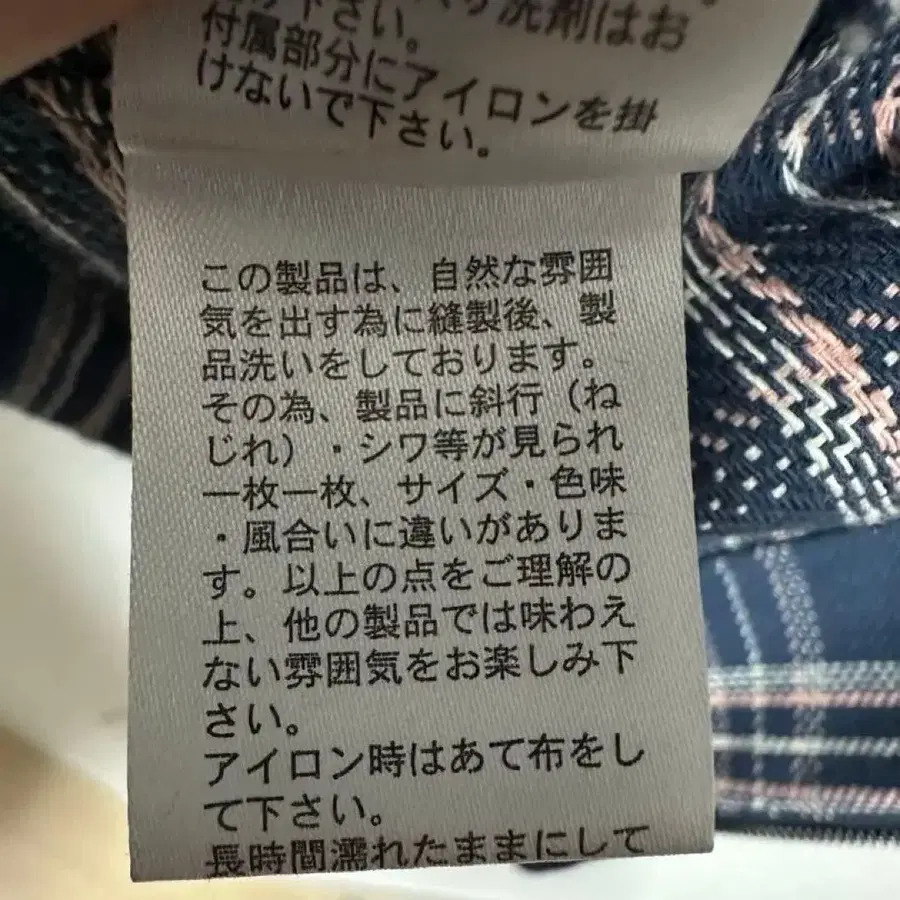 下さい。
洗剤はお
付属部分にアイロンを掛
けないで下さい。
この製品は、自然な雰囲
気を出す為に縫製後、製
品洗いをしております。
その為、製品に斜行（ね
じれ）・シワ等が見られ
一枚一枚、サイズ・色味
・風合いに違いがありま
す。以上の点をご理解の
上、他の製品では味わえ
ない雰囲気をお楽しみ下
さい。
アイロン時はあて布をし
て下さい。
長時間濡れたままにして